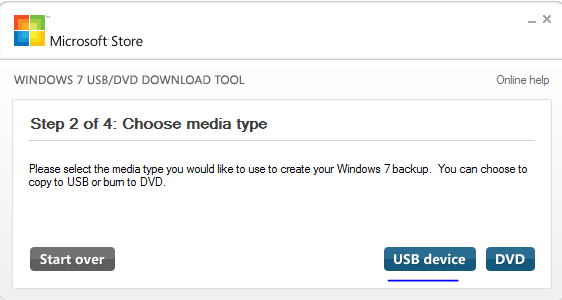 Microsoft Store
WINDOWS 7 USB/DVD DOWNLOAD TOOL
Online help
Step 2 of 4: Choose media type
Please select the media type you would like to use to create your Windows 7 backup. You can choose to
copy to USB or burn to DVD.
Start over
USB device
DVD